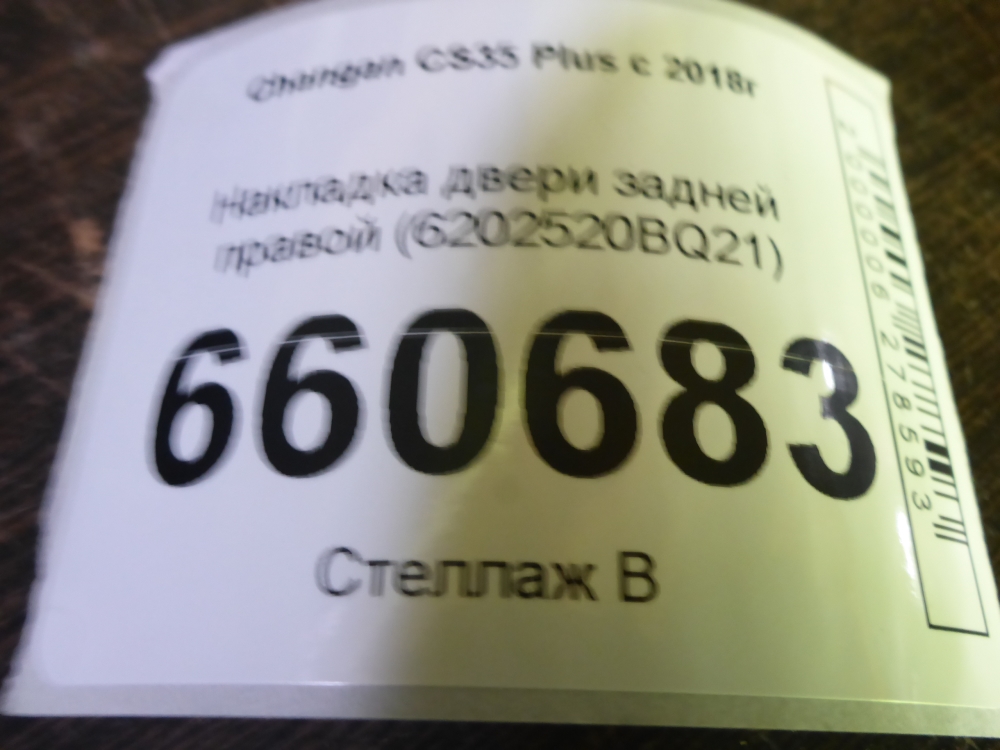 Changan CS35 Plus с 2018г
Накладка двери задней
правой (6202520BQ21)
660683
Стеллаж В
2000006278593